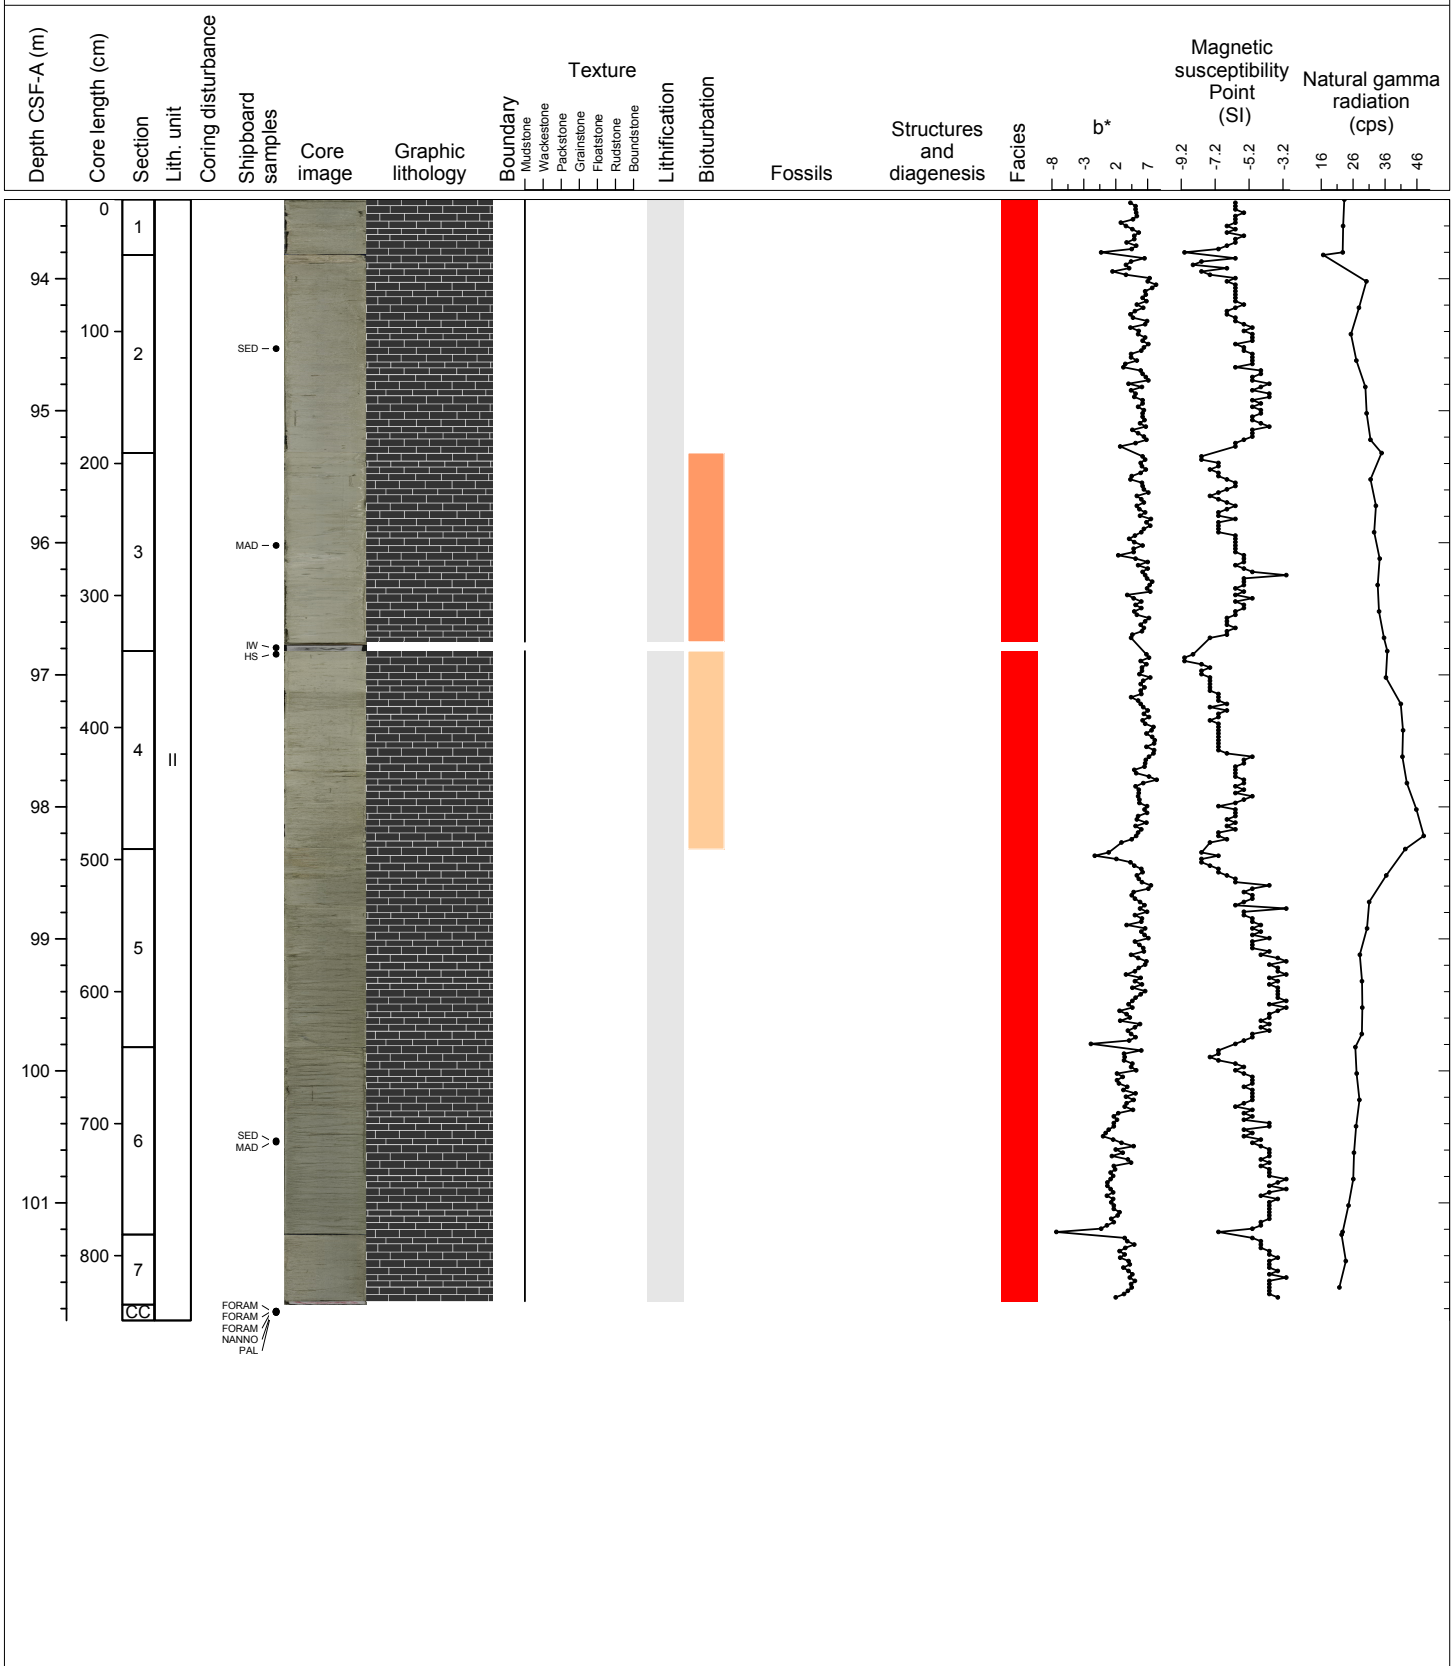 Depth CSF-A (m)
Core length (cm)
Section
Lith. unit
Coring disturbance
Shipboard
samples
Core
image
Graphic
lithology
Boundary
Texture
Mudstone
Wackestone
Packstone
Grainstone
Floatstone
Rudstone
Boundstone
Lithification
Bioturbation
Fossils
Structures
and
diagenesis
Facies
b*
-8
-3
2
7
Magnetic
susceptibility
Point
(SI)
-9.2
-7.2
-5.2
-3.2
Natural gamma
radiation
(cps)
16
26
36
46
94
95
96
97
98
99
100
101
0
100
200
300
400
500
600
700
800
1
2
3
4
5
6
7
CC
II
SED
MAD
IW
HS
SED
MAD
FORAM
FORAM
FORAM
NANNO
PAL